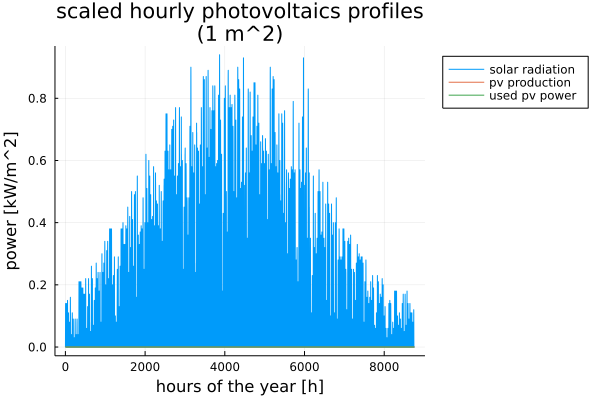 scaled hourly photovoltaics profiles
(1 m^2)
solar radiation
pv production
used pv power
power [kW/m^2]
0.8
0.6
0.4
0.2
0.0
0
2000
4000
6000
8000
hours of the year [h]